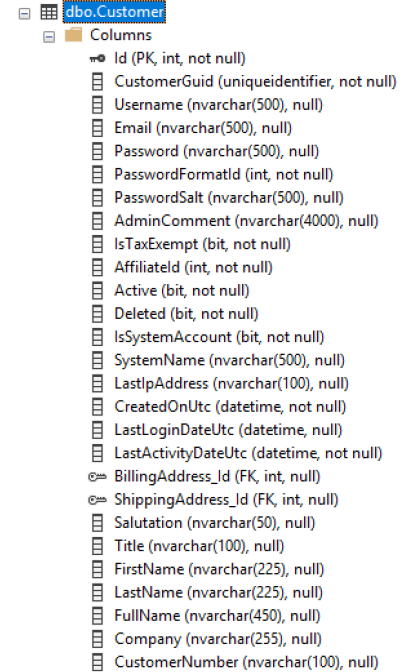 dbo.Customer
Columns
Id (PK, int, not null)
CustomerGuid (uniqueidentifier, not null)
Username (nvarchar(500), null)
Email (nvarchar(500), null)
Password (nvarchar(500), null)
PasswordFormatId (int, not null)
PasswordSalt (nvarchar(500), null)
AdminComment (nvarchar(4000), null)
IsTaxExempt (bit, not null)
AffiliateId (int, not null)
Active (bit, not null)
Deleted (bit, not null)
IsSystemAccount (bit, not null)
SystemName (nvarchar(500), null)
LastIpAddress (nvarchar(100), null)
CreatedOnUtc (datetime, not null)
LastLoginDateUtc (datetime, null)
LastActivityDateUtc (datetime, not null)
BillingAddress_Id (FK, int, null)
ShippingAddress_Id (FK, int, null)
Salutation (nvarchar(50), null)
Title (nvarchar(100), null)
FirstName (nvarchar(225), null)
LastName (nvarchar(225), null)
FullName (nvarchar(450), null)
Company (nvarchar(255), null)
CustomerNumber (nvarchar(100), null)